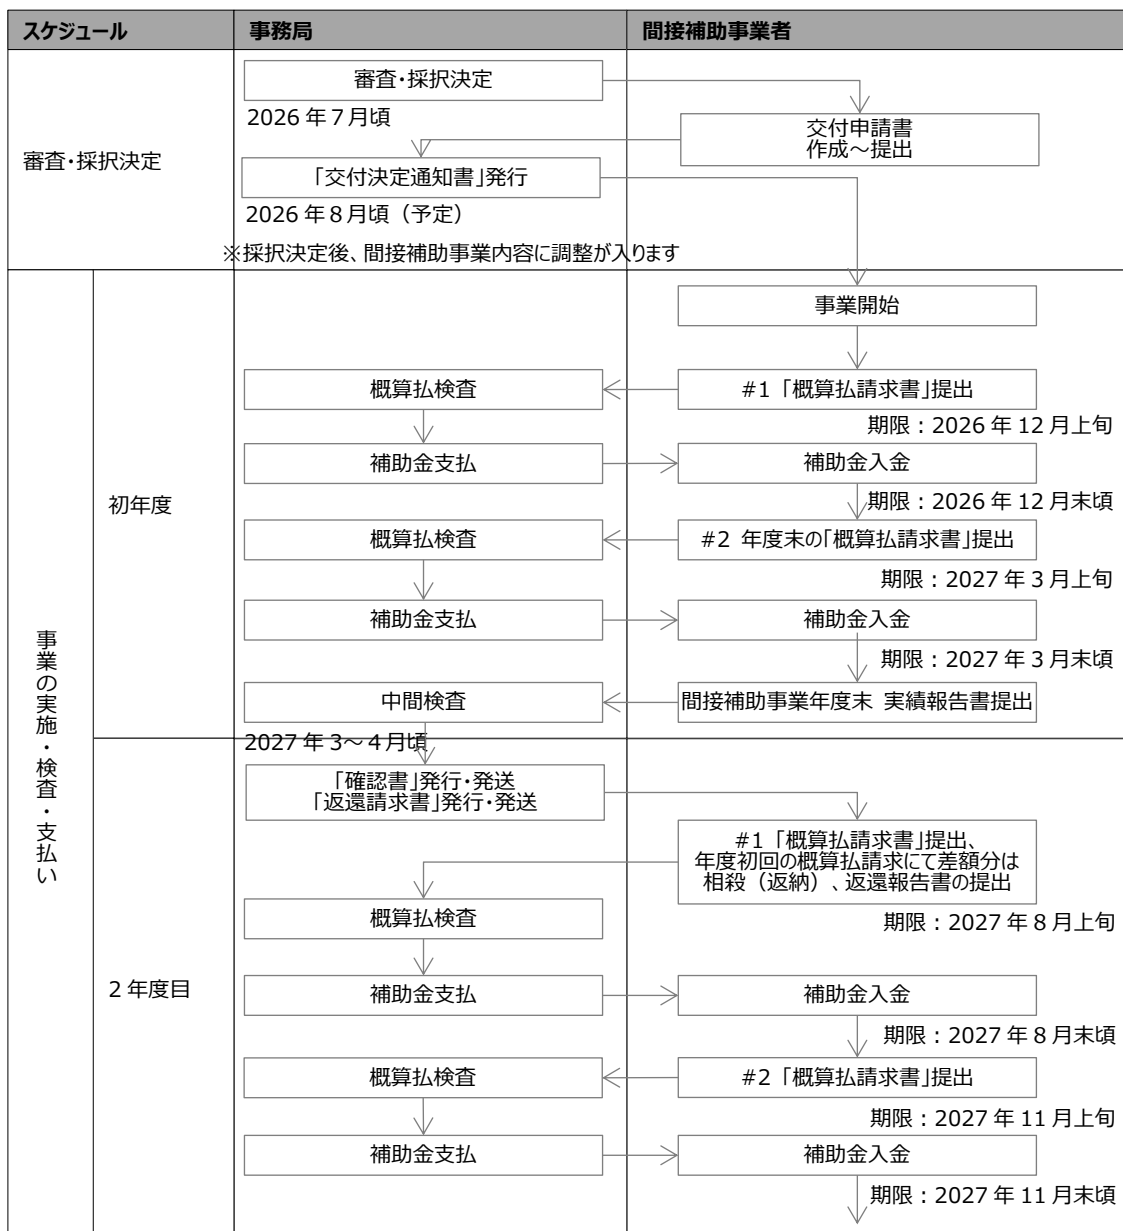 スケジュール
事務局
間接補助事業者
審査・採択決定
審査・採択決定
2026 年 7 月頃
交付申請書
作成～提出
「交付決定通知書」発行
2026 年 8 月頃（予定）
※採択決定後、間接補助事業内容に調整が入ります
事業の実施・検査・支払い
初年度
事業開始
#1「概算払請求書」提出
概算払検査
期限：2026 年 12 月上旬
補助金支払
補助金入金
期限：2026 年 12 月末頃
#2 年度末の「概算払請求書」提出
概算払検査
期限：2027 年 3 月上旬
補助金支払
補助金入金
期限：2027 年 3 月末頃
間接補助事業年度末 実績報告書提出
中間検査
2027 年 3～4 月頃
2 年度目
「確認書」発行・発送
「返還請求書」発行・発送
#1「概算払請求書」提出、
年度初回の概算払請求にて差額分は
相殺（返納）、返還報告書の提出
期限：2027 年 8 月上旬
概算払検査
補助金支払
補助金入金
期限：2027 年 8 月末頃
#2「概算払請求書」提出
概算払検査
期限：2027 年 11 月上旬
補助金支払
補助金入金
期限：2027 年 11 月末頃